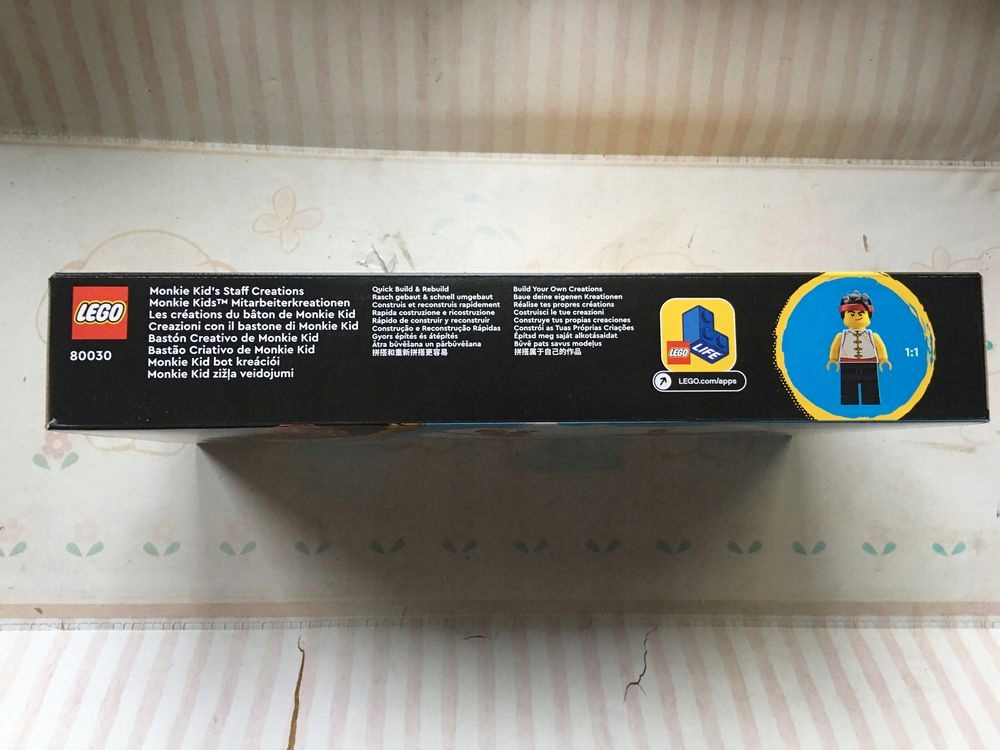 LEGO
80030
Monkie Kid's Staff Creations
Monkie Kids™ Mitarbeiterkreationen
Les créations du bâton de Monkie Kid
Creazioni con il bastone di Monkie Kid
Bastón Creativo de Monkie Kid
Bastão Criativo de Monkie Kid
Monkie Kid bot kreációi
Monkie Kid zižļa veidojumi
Quick Build & Rebuild
Rasch gebaut & schnell umgebaut
Construis et reconstruis rapidement
Rapida costruzione e ricostruzione
Rápido de construir y reconstruir
Construção e Reconstrução Rápidas
Gyors építés és átépítés
Ātra būvēšana un pārbūvēšana
拼搭和重新拼搭更容易
Build Your Own Creations
Baue deine eigenen Kreationen
Réalise tes propres créations
Costruisci le tue creazioni
Construye tus propias creaciones
Constrói as Tuas Próprias Criações
Építsd meg saját alkotásaidat
Būvē pats savus modeļus
拼搭属于自己的作品
LEGO
LIFE
LEGO.com/apps
1:1